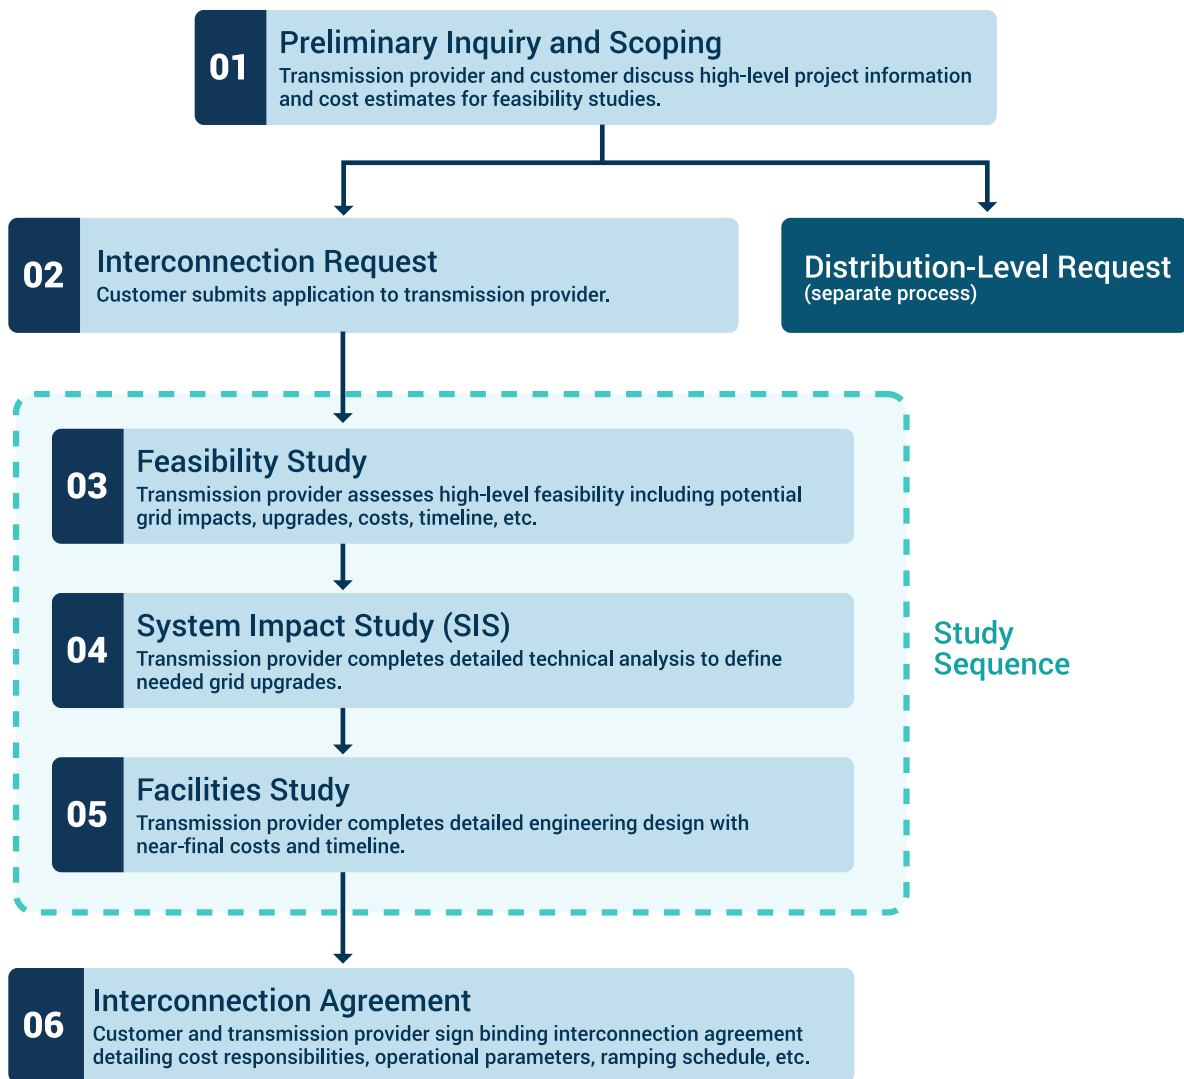 01
Preliminary Inquiry and Scoping
Transmission provider and customer discuss high-level project information
and cost estimates for feasibility studies.
02
Interconnection Request
Customer submits application to transmission provider.
Distribution-Level Request
(separate process)
03
Feasibility Study
Transmission provider assesses high-level feasibility including potential
grid impacts, upgrades, costs, timeline, etc.
04
System Impact Study (SIS)
Transmission provider completes detailed technical analysis to define
needed grid upgrades.
05
Facilities Study
Transmission provider completes detailed engineering design with
near-final costs and timeline.
Study
Sequence
06
Interconnection Agreement
Customer and transmission provider sign binding interconnection agreement
detailing cost responsibilities, operational parameters, ramping schedule, etc.